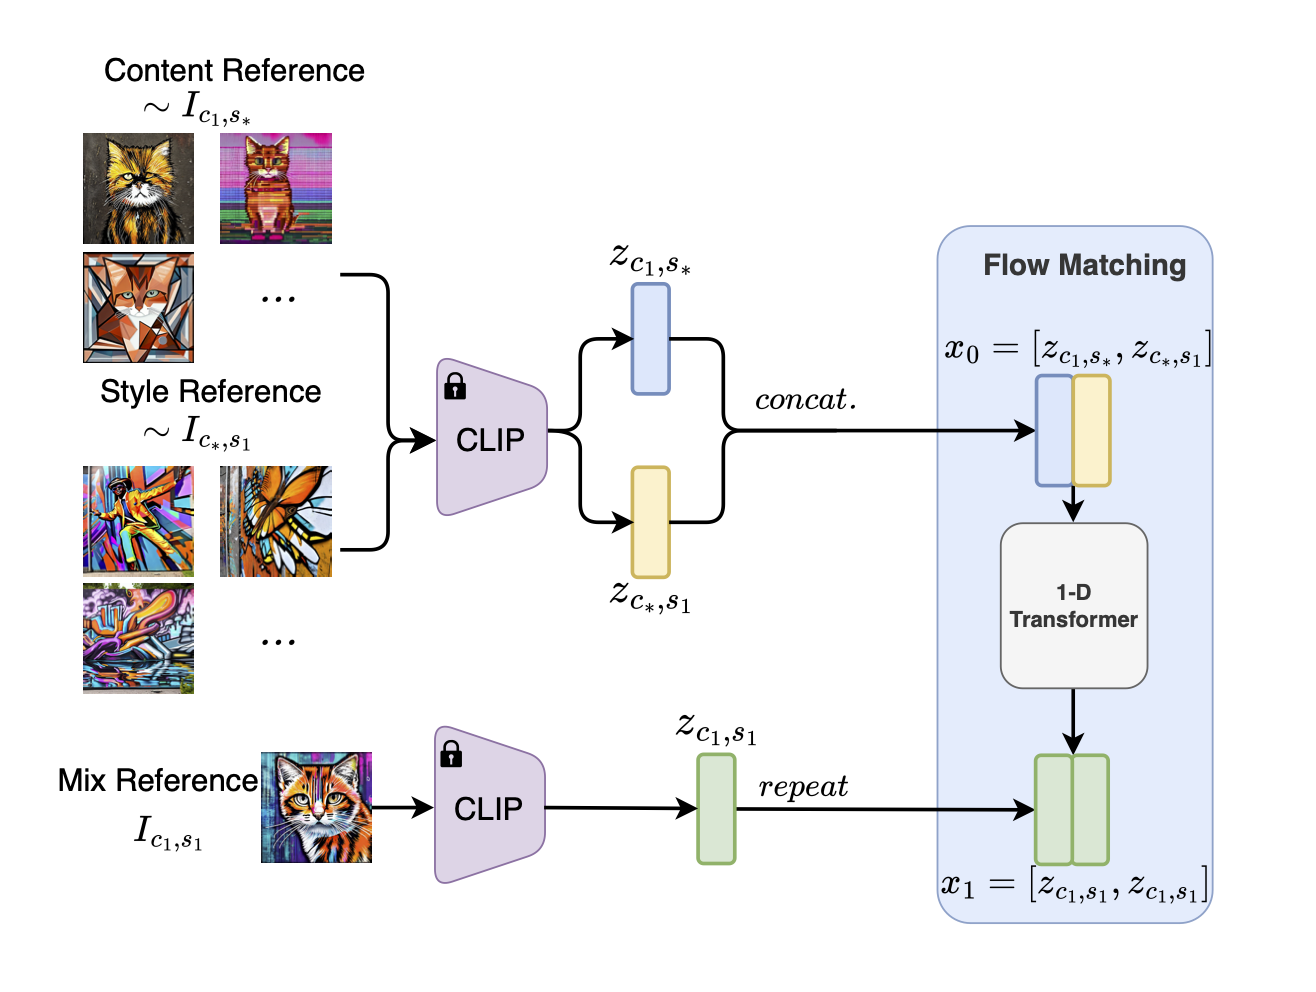 Content Reference
∼ I_{c_1,s_*}
...
Style Reference
∼ I_{c_*,s_1}
...
Mix Reference
I_{c_1,s_1}
CLIP
z_{c_1,s_*}
z_{c_*,s_1}
concat.
CLIP
z_{c_1,s_1}
repeat
Flow Matching
x_0 = [z_{c_1,s_*}, z_{c_*,s_1}]
1-D
Transformer
x_1 = [z_{c_1,s_1}, z_{c_1,s_1}]